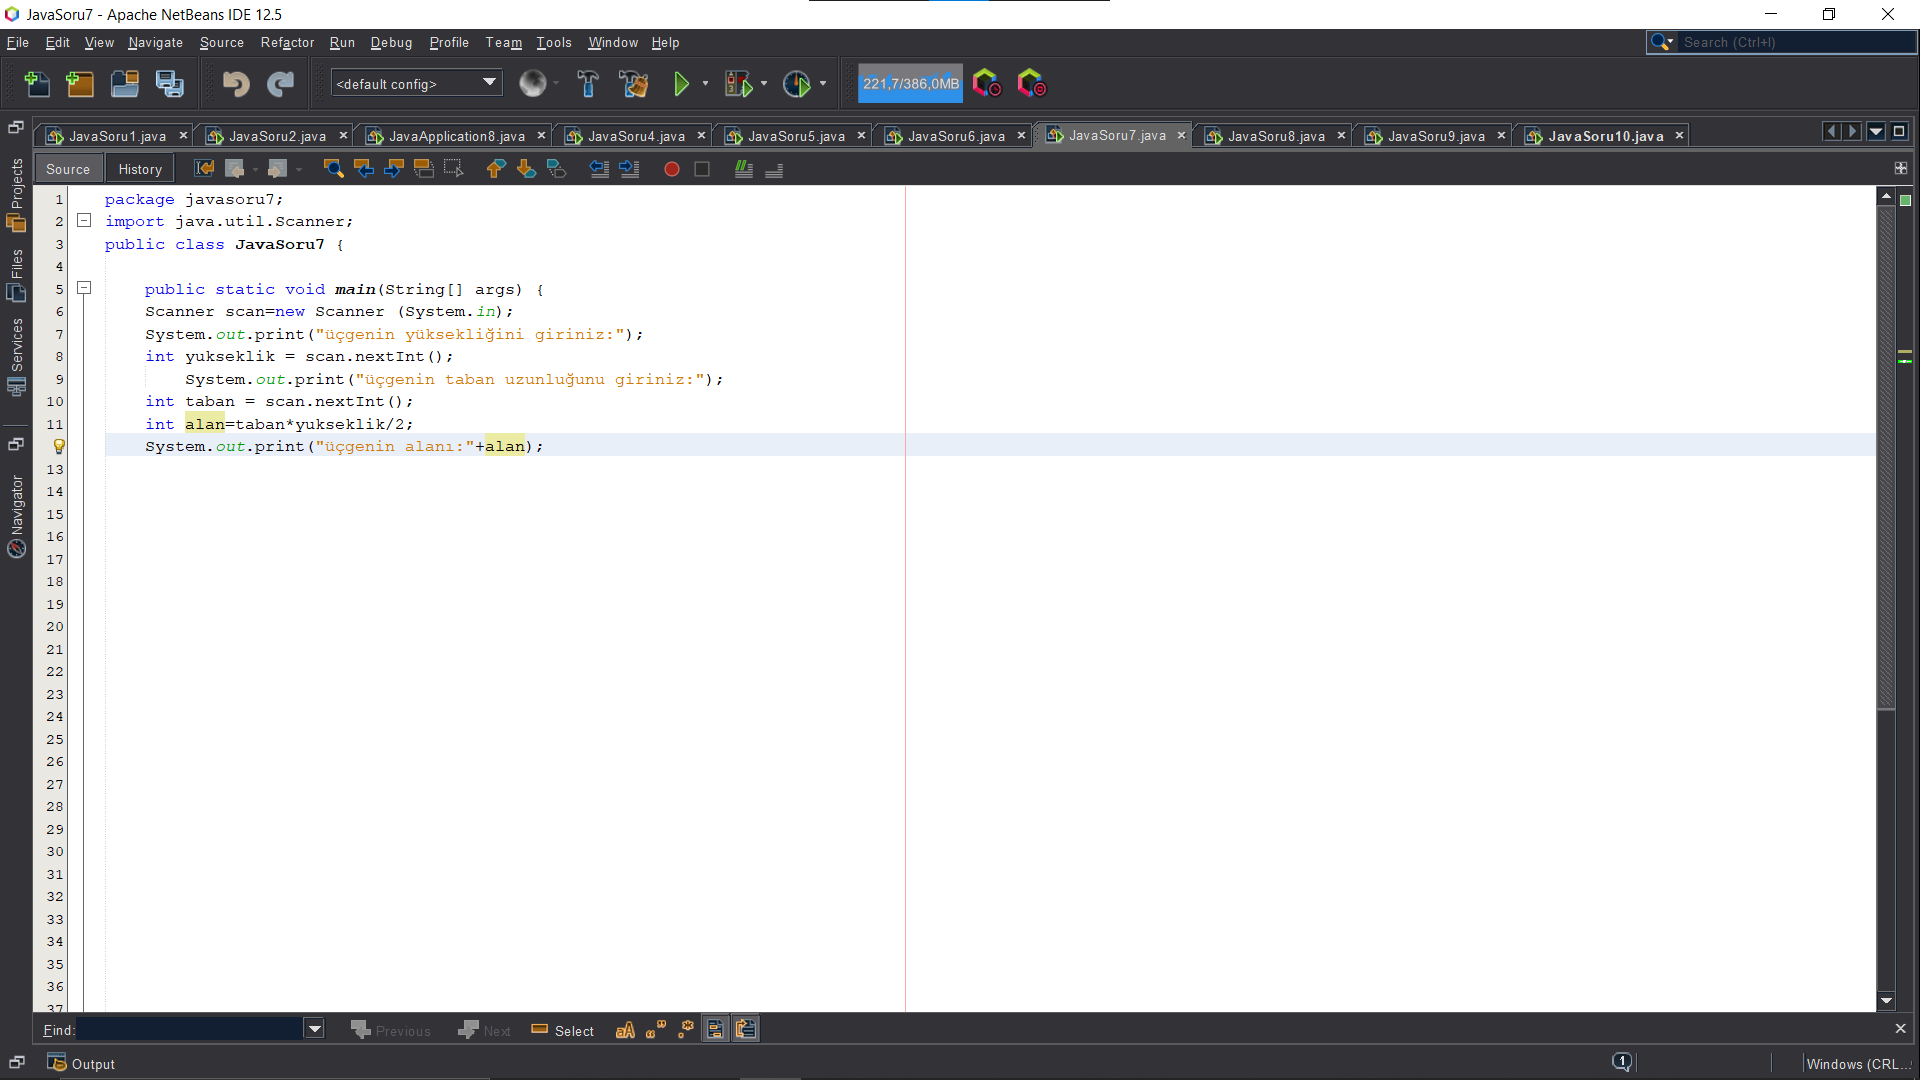 JavaSoru7 - Apache NetBeans IDE 12.5
File Edit View Navigate Source Refactor Run Debug Profile Team Tools Window Help
Search (Ctrl+I)
<default config>
221,7/386,0MB
JavaSoru1.java JavaSoru2.java JavaApplication8.java JavaSoru4.java JavaSoru5.java JavaSoru6.java JavaSoru7.java JavaSoru8.java JavaSoru9.java JavaSoru10.java
Source History
Projects
Files
Services
Navigator
1 package javasoru7;
2 import java.util.Scanner;
3 public class JavaSoru7 {
4
5 public static void main(String[] args) {
6 Scanner scan=new Scanner (System.in);
7 System.out.print("üçgenin yüksekliğini giriniz:");
8 int yukseklik = scan.nextInt();
9 System.out.print("üçgenin taban uzunluğunu giriniz:");
10 int taban = scan.nextInt();
11 int alan=taban*yukseklik/2;
System.out.print("üçgenin alanı:"+alan);
13
14
15
16
17
18
19
20
21
22
23
24
25
26
27
28
29
30
31
32
33
34
35
36
37
Find: Previous Next Select
Output
1
Windows (CRL...